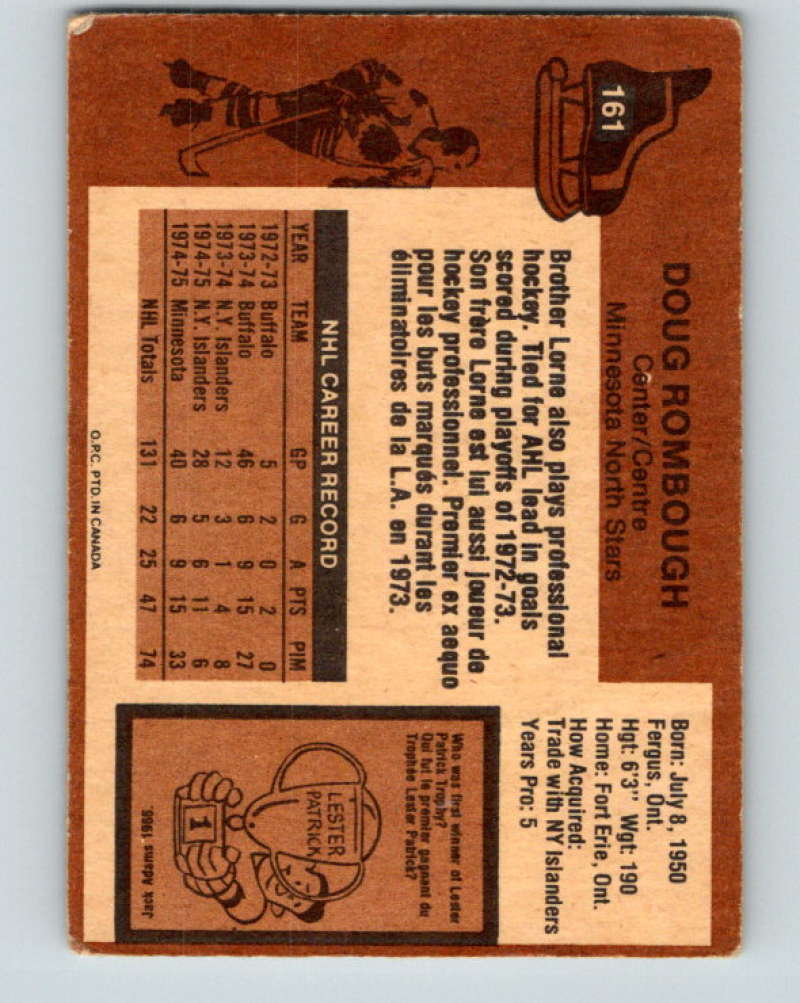 161
DOUG ROMBOUGH
Center/Centre
Minnesota North Stars
Born: July 8, 1950
Fergus, Ont.
Hgt: 6'3" Wgt: 190
Home: Fort Erie, Ont.
How Acquired:
Trade with NY Islanders
Years Pro: 5
Brother Lorne also plays professional
hockey. Tied for AHL lead in goals
scored during playoffs of 1972-73.
Son frère Lorne est lui aussi joueur de
hockey professionnel. Premier ex aequo
pour les buts marqués durant les
éliminatoires de la L.A. en 1973.
NHL CAREER RECORD
YEAR TEAM GP G A PTS PIM
1972-73 Buffalo 5 2 0 2 0
1973-74 Buffalo 46 6 9 15 27
1973-74 N.Y. Islanders 12 3 1 4 8
1974-75 N.Y. Islanders 28 5 6 11 6
1974-75 Minnesota 40 6 9 15 33
NHL Totals 131 22 25 47 74
Who was first winner of Lester
Patrick Trophy?
Qui fut le premier gagnant du
Trophée Lester Patrick?
LESTER
PATRICK
1
Jack Adams 1966.
O.P.C. PTD. IN CANADA